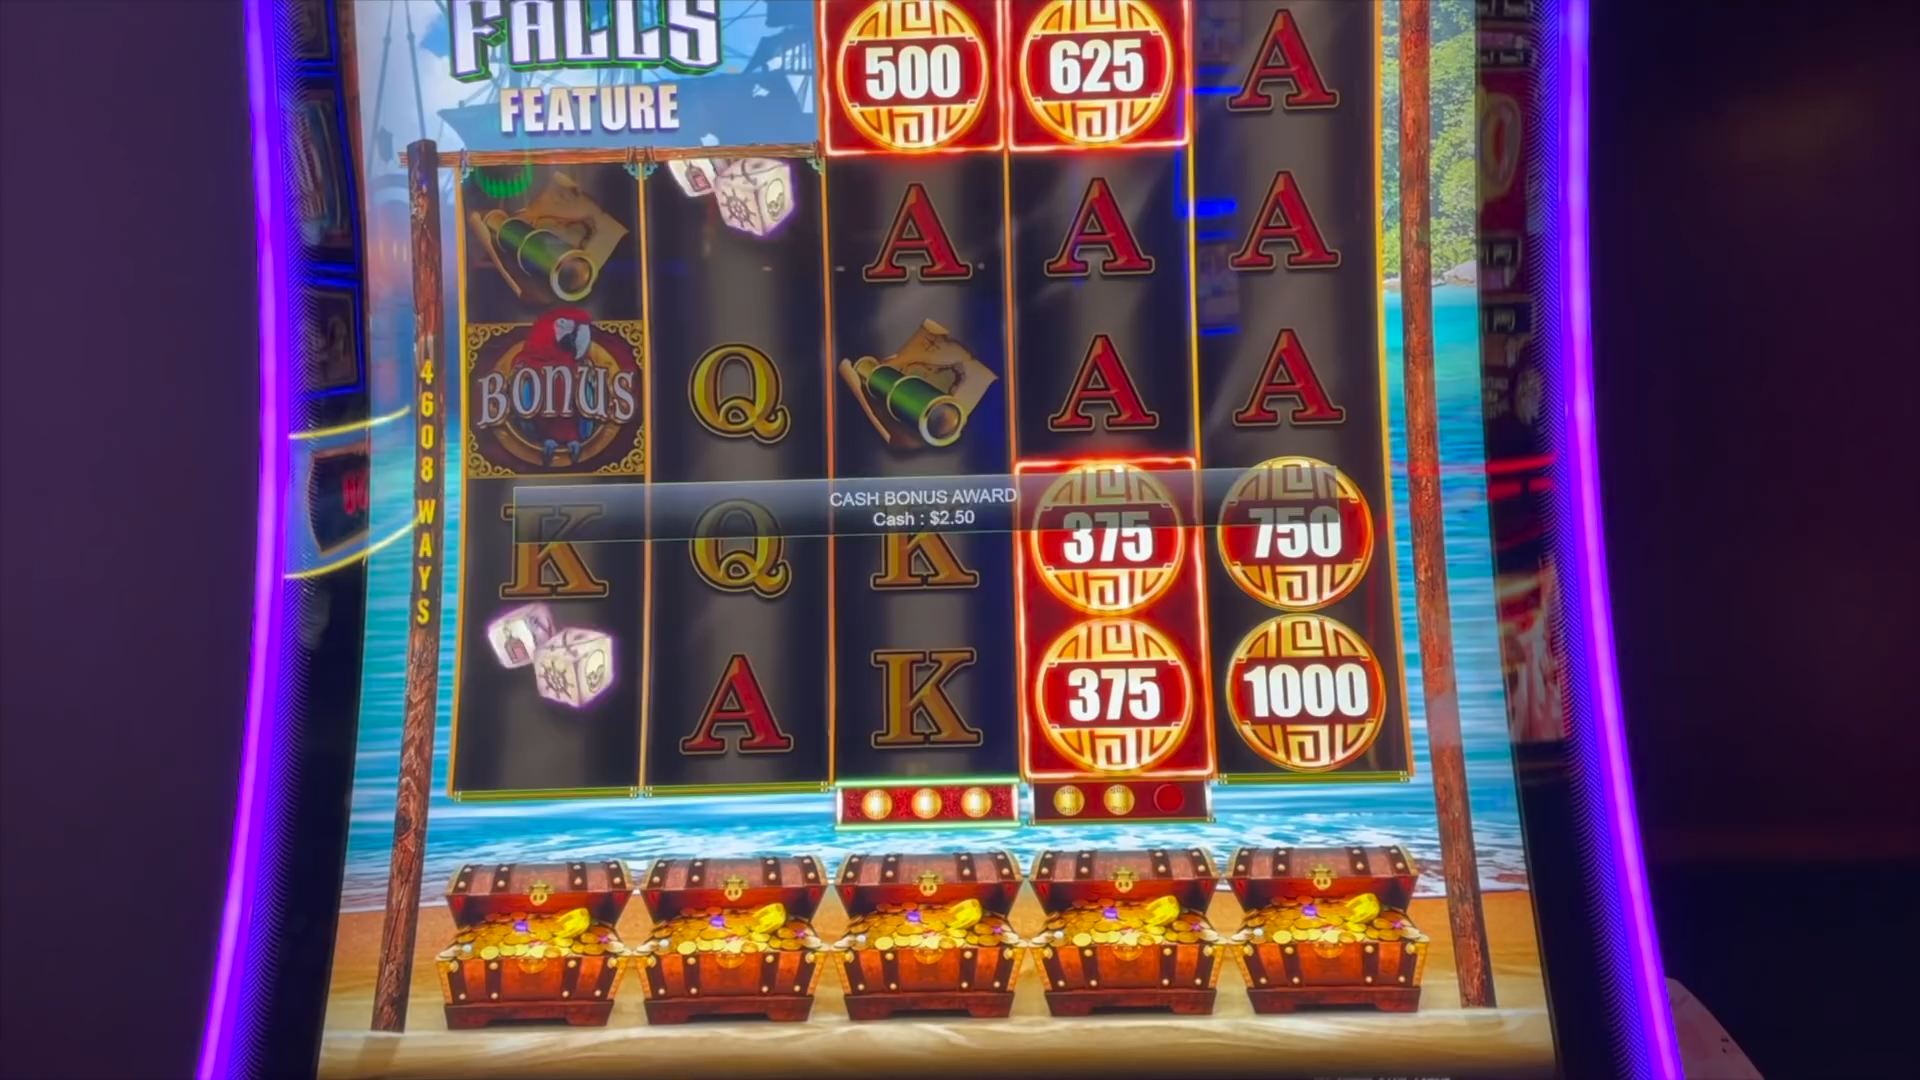 FALLS
FEATURE
500
625
A
A
A
A
BONUS
Q
A
A
CASH BONUS AWARD
Cash : $2.50
K
Q
K
375
750
A
K
375
1000
4608 WAYS